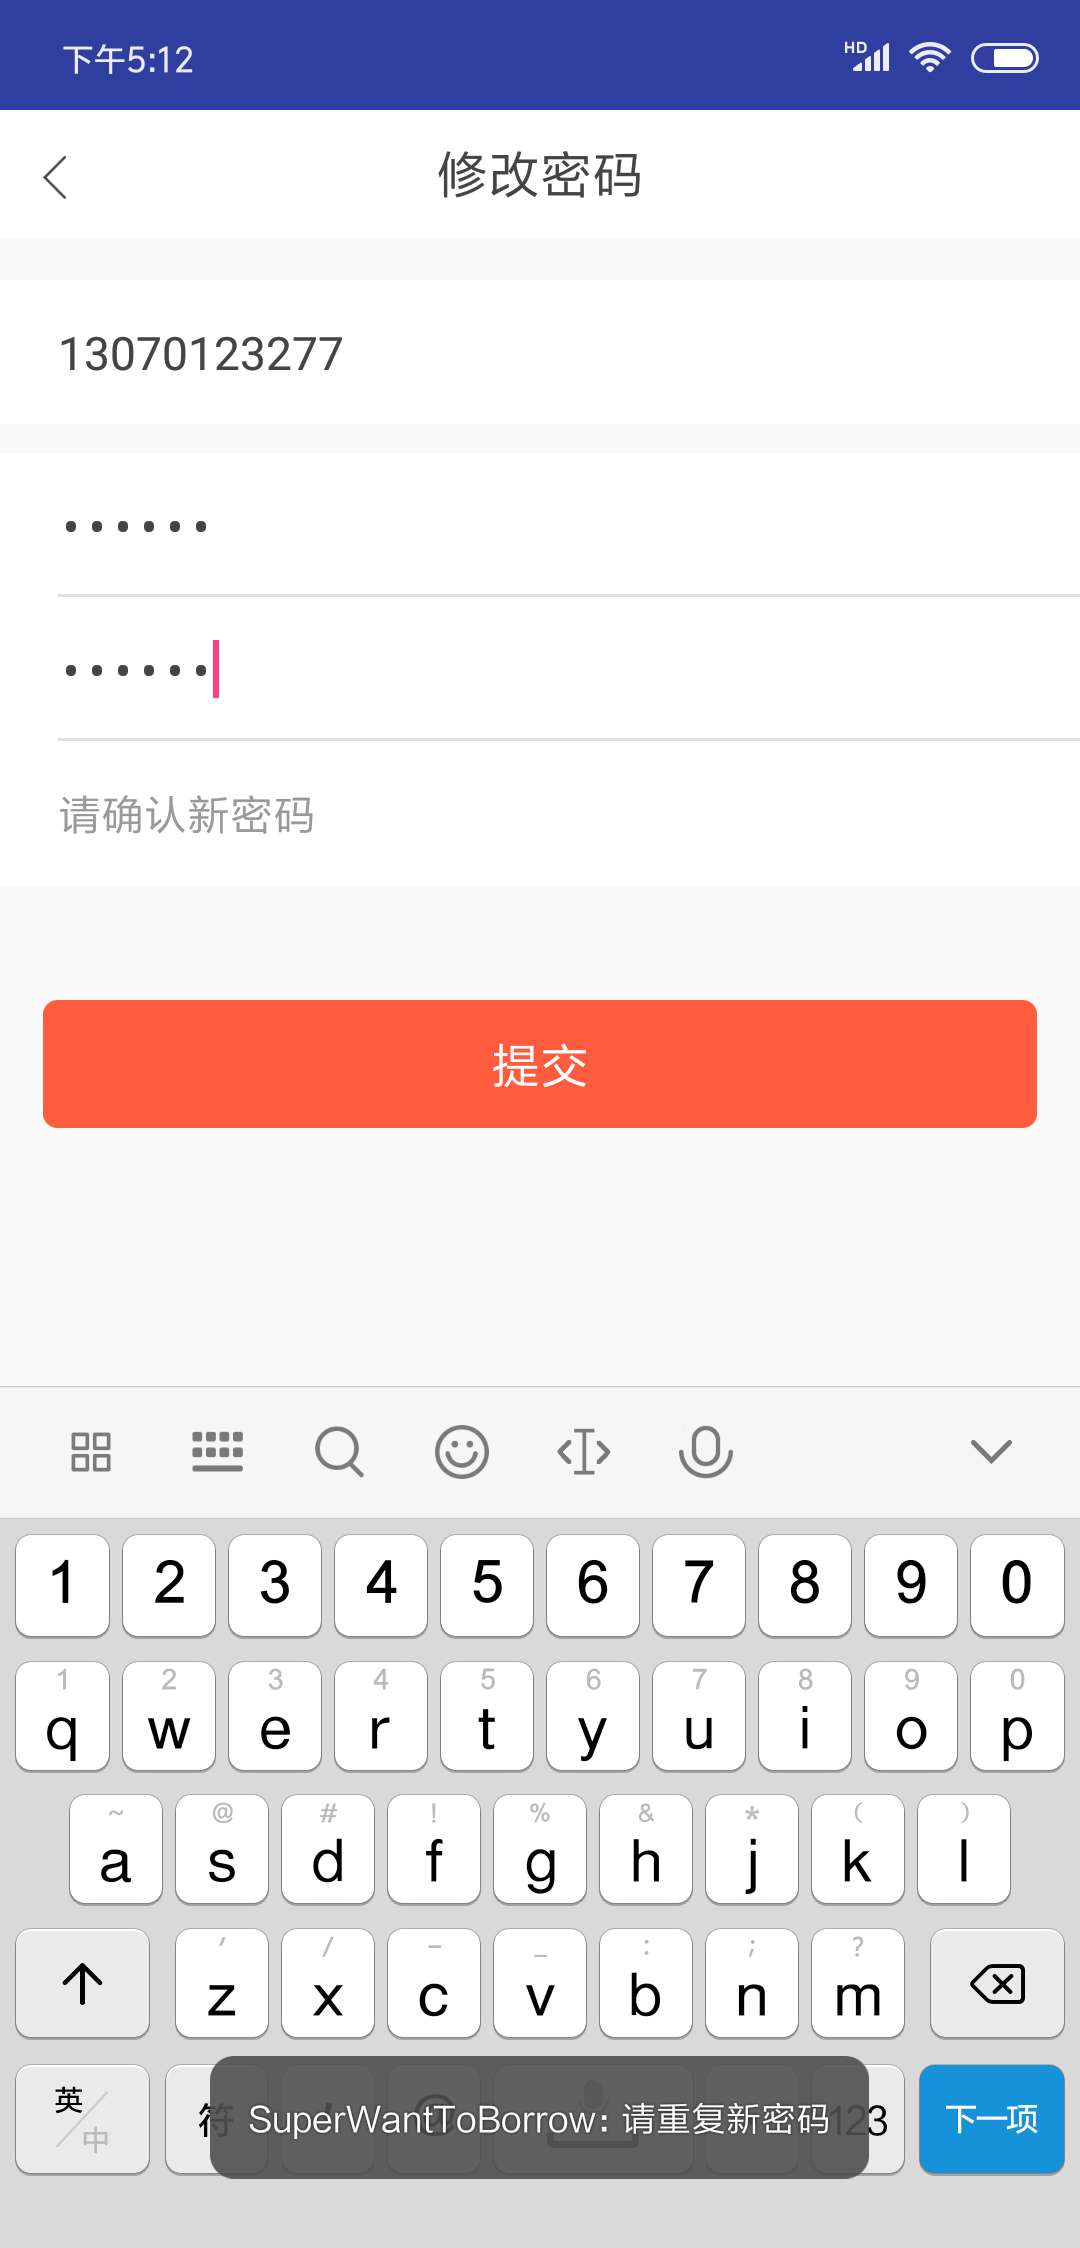 下午5:12
HD
修改密码
13070123277
••••••
••••••
请确认新密码
提交
1 2 3 4 5 6 7 8 9 0
1 2 3 4 5 6 7 8 9 0
q w e r t y u i o p
~ @ # ! % & * ( )
a s d f g h j k l
' / - _ : ; ?
z x c v b n m
英/中 符 123 下一项
SuperWantToBorrow: 请重复新密码